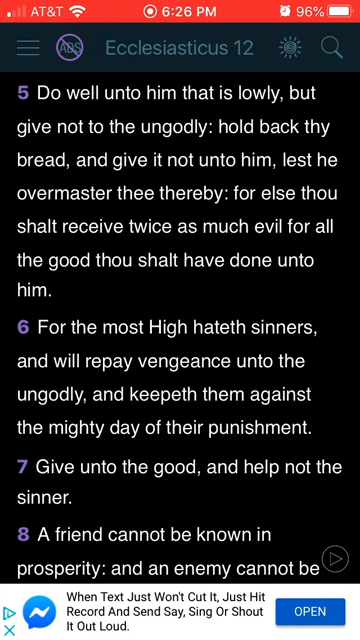 AT&T 6:26 PM 96%
ADS Ecclesiasticus 12
5 Do well unto him that is lowly, but
give not to the ungodly: hold back thy
bread, and give it not unto him, lest he
overmaster thee thereby: for else thou
shalt receive twice as much evil for all
the good thou shalt have done unto
him.
6 For the most High hateth sinners,
and will repay vengeance unto the
ungodly, and keepeth them against
the mighty day of their punishment.
7 Give unto the good, and help not the
sinner.
8 A friend cannot be known in
prosperity: and an enemy cannot be
When Text Just Won't Cut It, Just Hit
Record And Send Say, Sing Or Shout
It Out Loud.
OPEN